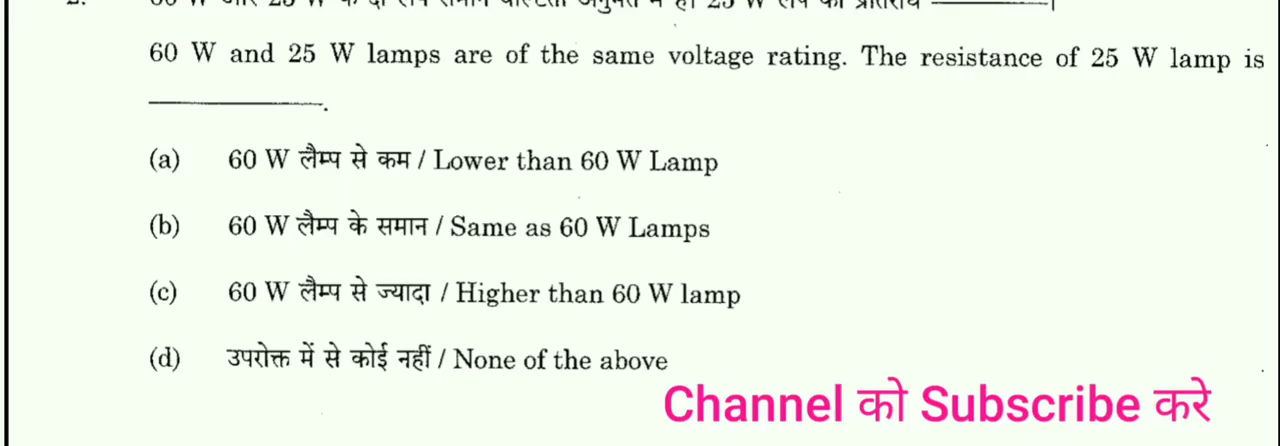 60 W and 25 W lamps are of the same voltage rating. The resistance of 25 W lamp is
____________.
(a) 60 W लैम्प से कम / Lower than 60 W Lamp
(b) 60 W लैम्प के समान / Same as 60 W Lamps
(c) 60 W लैम्प से ज्यादा / Higher than 60 W lamp
(d) उपरोक्त में से कोई नहीं / None of the above
Channel को Subscribe करे